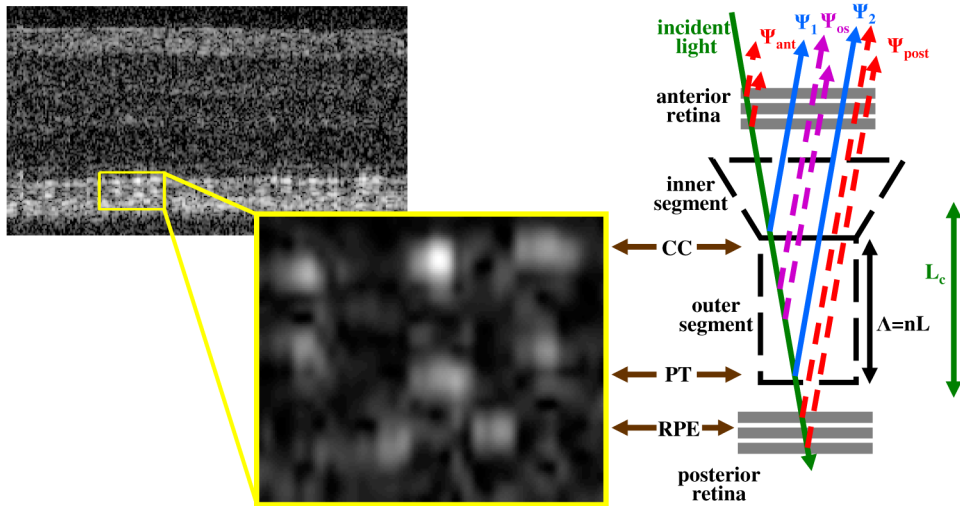 incident
light
Ψant
Ψ1
Ψos
Ψ2
Ψpost
anterior
retina
inner
segment
CC
outer
segment
Λ=nL
Lc
PT
RPE
posterior
retina